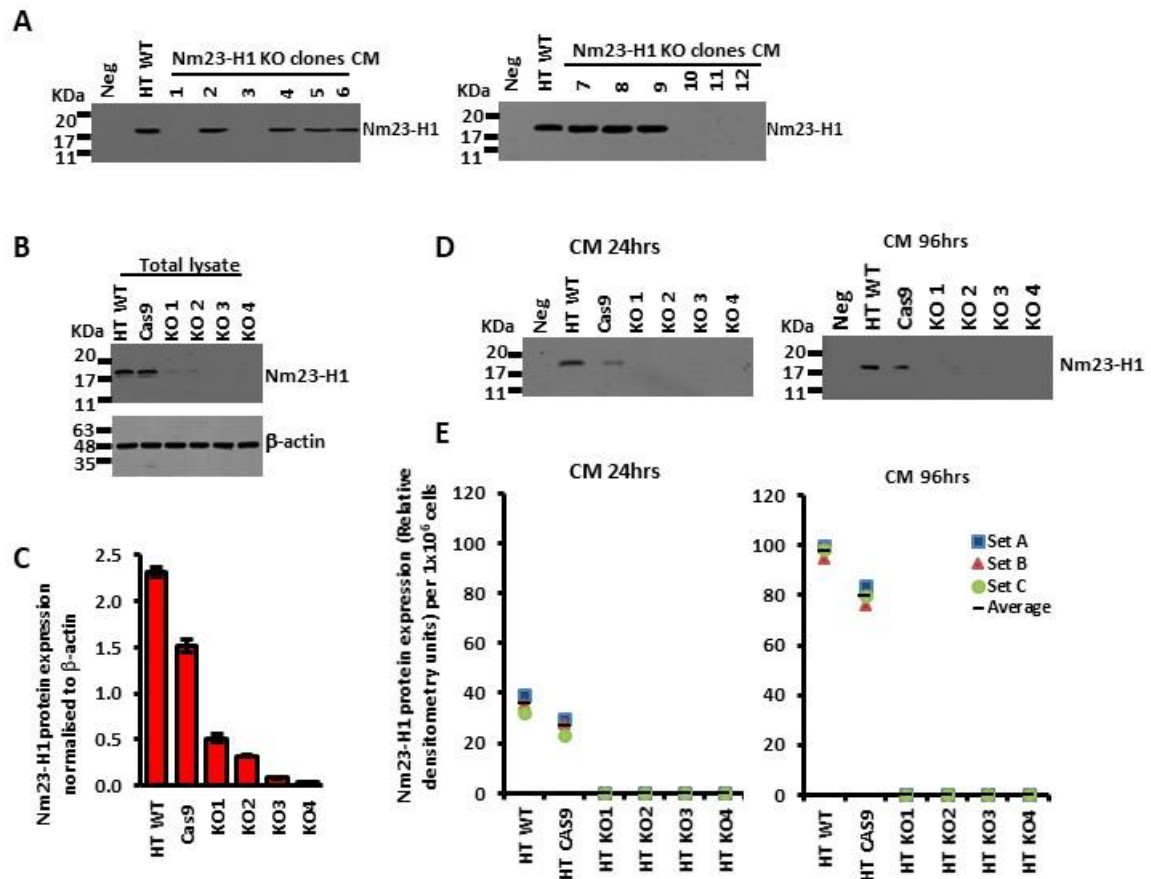 A
Neg
HT WT
Nm23-H1 KO clones CM
1 2 3 4 5 6
KDa
20
17
11
Nm23-H1
Neg
HT WT
Nm23-H1 KO clones CM
7 8 9 10 11 12
KDa
20
17
11
Nm23-H1
B
Total lysate
HT WT
Cas9
KO 1
KO 2
KO 3
KO 4
KDa
20
17
11
Nm23-H1
63
48
35
β-actin
D
CM 24hrs
Neg
HT WT
Cas9
KO 1
KO 2
KO 3
KO 4
KDa
20
17
11
CM 96hrs
Neg
HT WT
Cas9
KO 1
KO 2
KO 3
KO 4
KDa
20
17
11
Nm23-H1
C
Nm23-H1 protein expression
normalised to β-actin
2.5
2.0
1.5
1.0
0.5
0.0
HT WT
Cas9
KO1
KO2
KO3
KO4
E
Nm23-H1 protein expression (Relative
densitometry units) per 1x10⁶ cells
CM 24hrs
120
100
80
60
40
20
0
HT WT
HT CAS9
HT KO1
HT KO2
HT KO3
HT KO4
CM 96hrs
120
100
80
60
40
20
0
HT WT
HT CAS9
HT KO1
HT KO2
HT KO3
HT KO4
Set A
Set B
Set C
Average